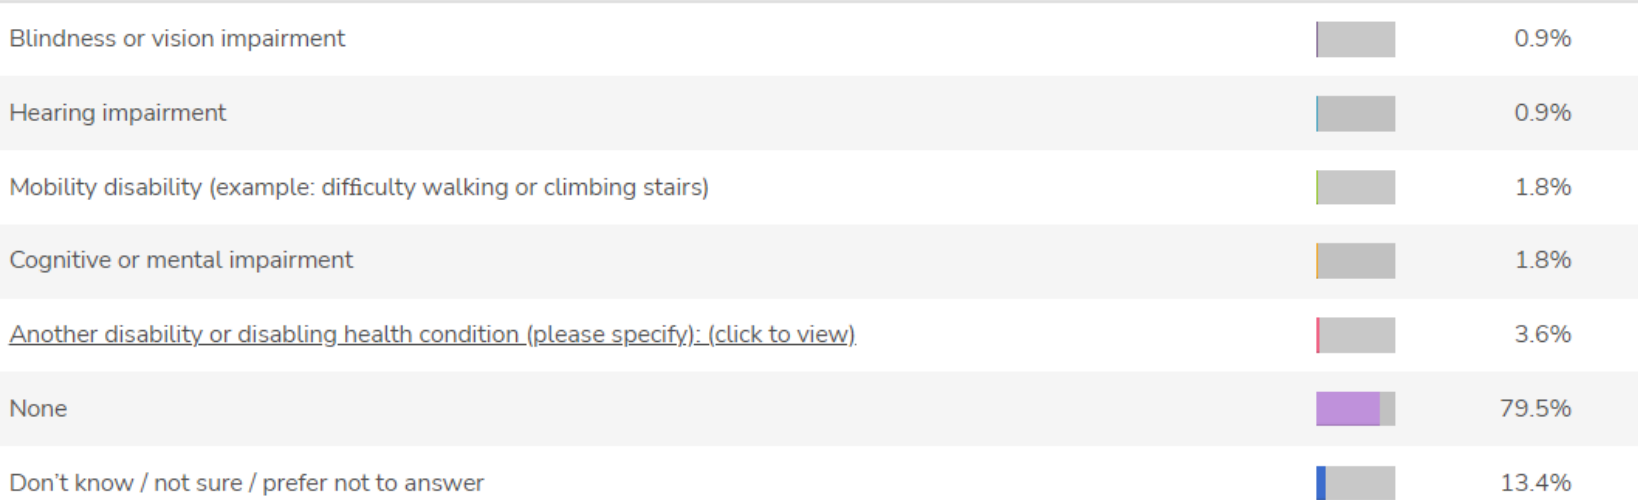 Blindness or vision impairment 0.9%
Hearing impairment 0.9%
Mobility disability (example: difficulty walking or climbing stairs) 1.8%
Cognitive or mental impairment 1.8%
Another disability or disabling health condition (please specify): (click to view) 3.6%
None 79.5%
Don’t know / not sure / prefer not to answer 13.4%